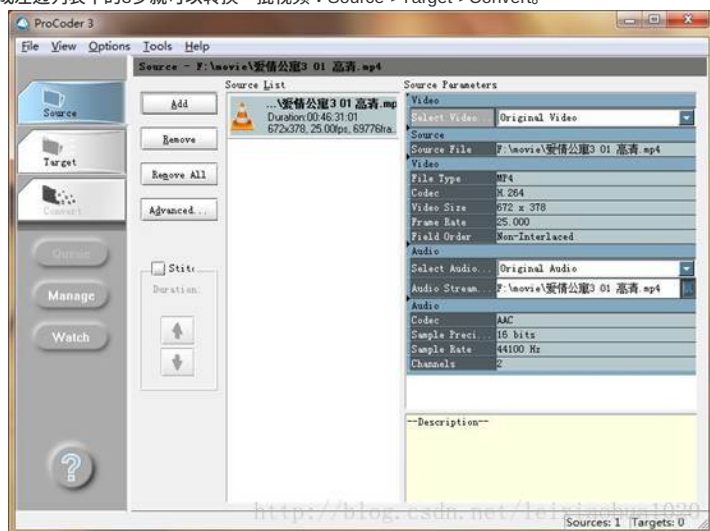 ProCoder 3
File View Options Tools Help
Source - F:\movie\爱情公寓3 01 高清.mp4
Source
Target
Convert
Queue
Manage
Watch
Add
Remove
Remove All
Advanced...
Stitc
Duration:
Source List
...\爱情公寓3 01 高清.mp
Duration:00:46:31:01
672x378, 25.00fps, 69776fra...
Source Parameters
Video
Select Video... Original Video
Source
Source File F:\movie\爱情公寓3 01 高清.mp4
Video
File Type MP4
Codec H.264
Video Size 672 x 378
Frame Rate 25.000
Field Order Non-Interlaced
Audio
Select Audio... Original Audio
Audio Stream... F:\movie\爱情公寓3 01 高清.mp4
Audio
Codec AAC
Sample Preci... 16 bits
Sample Rate 44100 Hz
Channels 2
--Description--
http://blog.csdn.net/leixiaohua1020
Sources: 1 Targets: 0